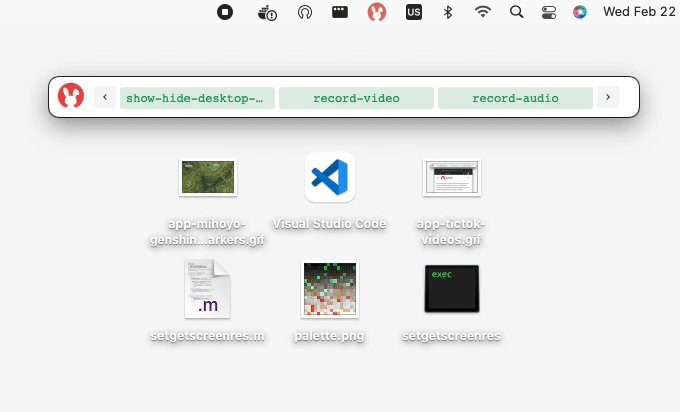 US
Wed Feb 22
‹ show-hide-desktop-… record-video record-audio ›
app-mihoyo-
genshin...arkers.gif
Visual Studio Code
app-tictok-
videos.gif
.m
exec
setgetscreenres.m
palette.png
setgetscreenres